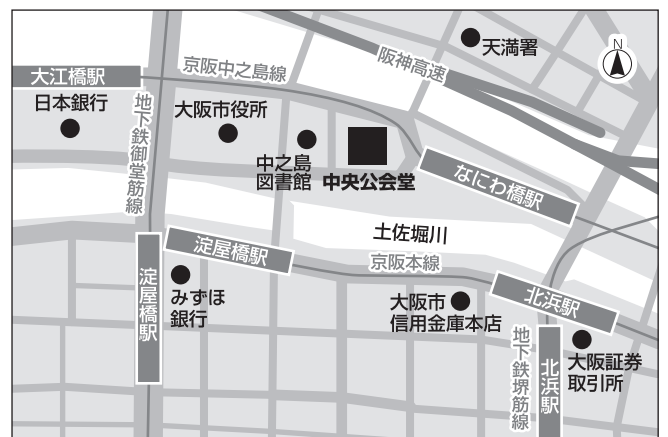 天満署
N
阪神高速
京阪中之島線
大江橋駅
日本銀行
地下鉄御堂筋線
大阪市役所
中之島
図書館
中央公会堂
なにわ橋駅
土佐堀川
淀屋橋駅
京阪本線
淀屋橋駅
みずほ
銀行
大阪市
信用金庫本店
北浜駅
地下鉄堺筋線
北浜駅
大阪証券
取引所